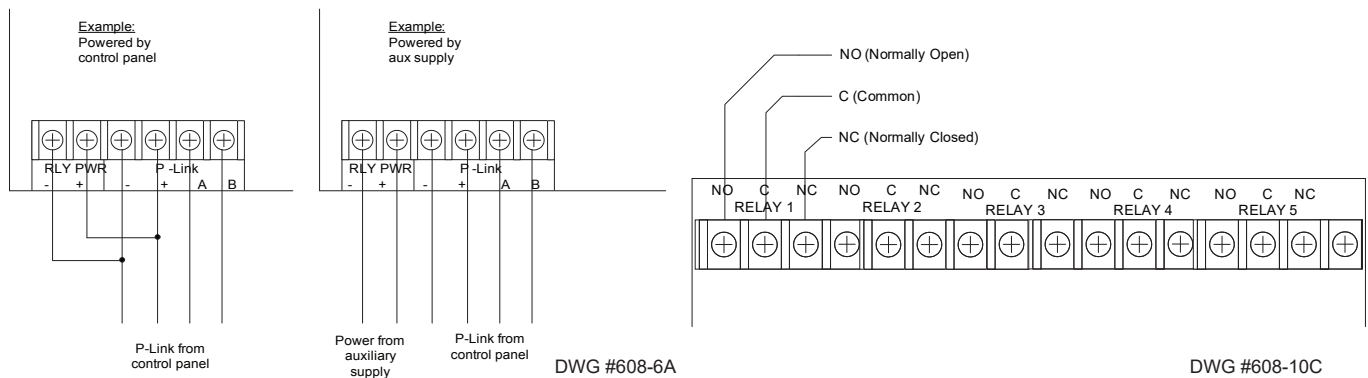 Example:
Powered by
control panel
RLY PWR P -Link
- + - + A B
P-Link from
control panel
Example:
Powered by
aux supply
RLY PWR P -Link
- + - + A B
Power from
auxiliary
supply
P-Link from
control panel
DWG #608-6A
NO (Normally Open)
C (Common)
NC (Normally Closed)
NO C NC NO C NC NO C NC NO C NC NO C NC
RELAY 1 RELAY 2 RELAY 3 RELAY 4 RELAY 5
DWG #608-10C